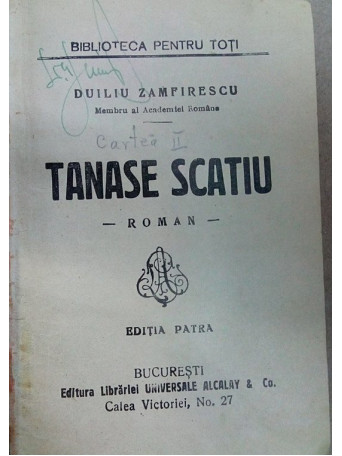 BIBLIOTECA PENTRU TOȚI
DUILIU ZAMFIRESCU
Membru al Academiei Române
Cartea II
TANASE SCATIU
— ROMAN —
EDIȚIA PATRA
BUCUREȘTI
Editura Librăriei UNIVERSALE ALCALAY & Co.
Calea Victoriei, No. 27